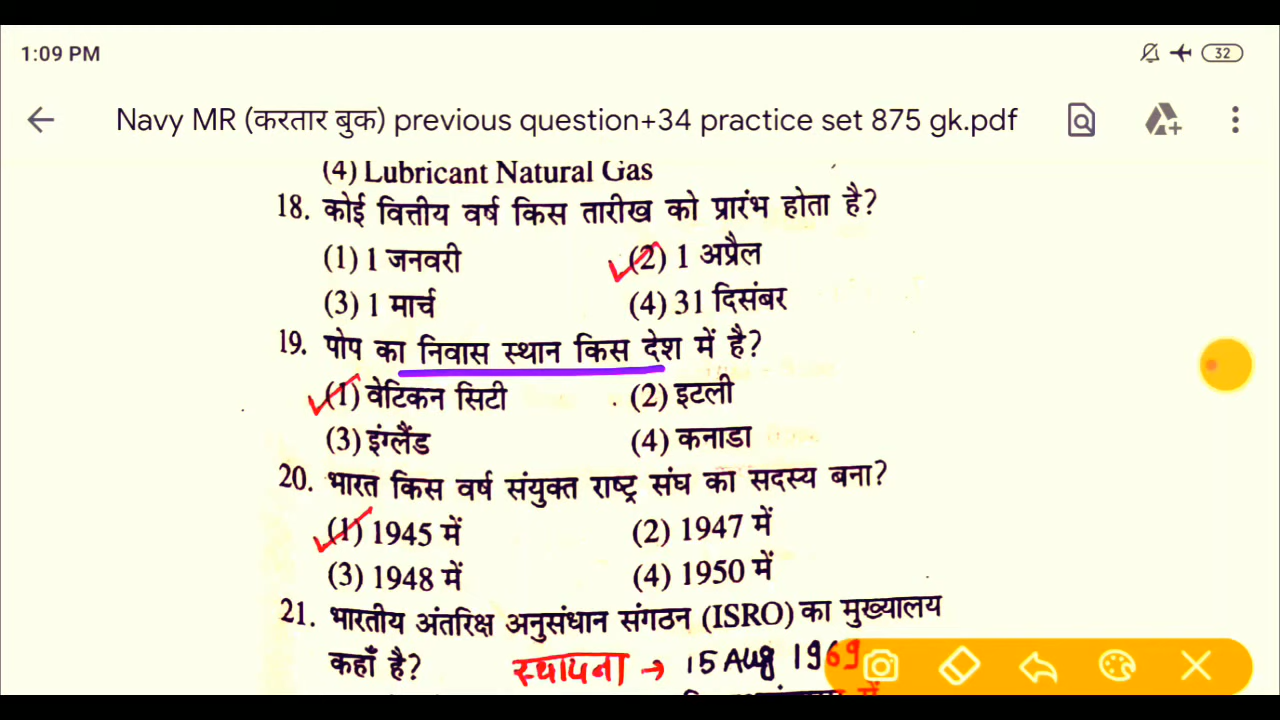 1:09 PM
32
Navy MR (करतार बुक) previous question+34 practice set 875 gk.pdf
(4) Lubricant Natural Gas
18. कोई वित्तीय वर्ष किस तारीख को प्रारंभ होता है?
(1) 1 जनवरी (2) 1 अप्रैल
(3) 1 मार्च (4) 31 दिसंबर
19. पोप का निवास स्थान किस देश में है?
(1) वेटिकन सिटी (2) इटली
(3) इंग्लैंड (4) कनाडा
20. भारत किस वर्ष संयुक्त राष्ट्र संघ का सदस्य बना?
(1) 1945 में (2) 1947 में
(3) 1948 में (4) 1950 में
21. भारतीय अंतरिक्ष अनुसंधान संगठन (ISRO) का मुख्यालय
कहाँ है? स्थापना → 15 Aug 1969
में